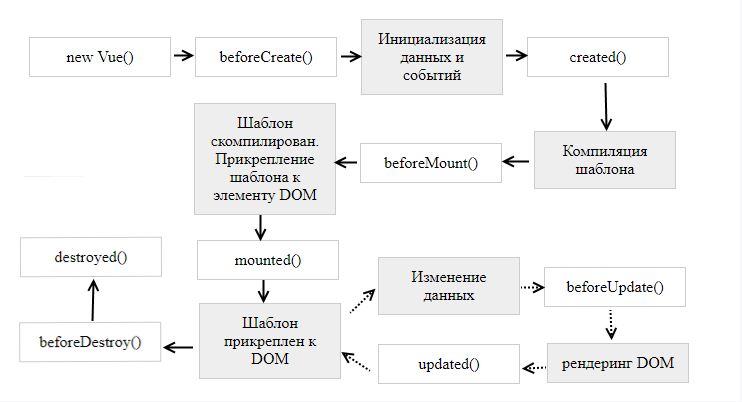 new Vue()
beforeCreate()
Инициализация
данных и
событий
created()
Компиляция
шаблона
beforeMount()
Шаблон
скомпилирован.
Прикрепление
шаблона к
элементу DOM
mounted()
Шаблон
прикреплен к
DOM
Изменение
данных
beforeUpdate()
рендеринг DOM
updated()
beforeDestroy()
destroyed()